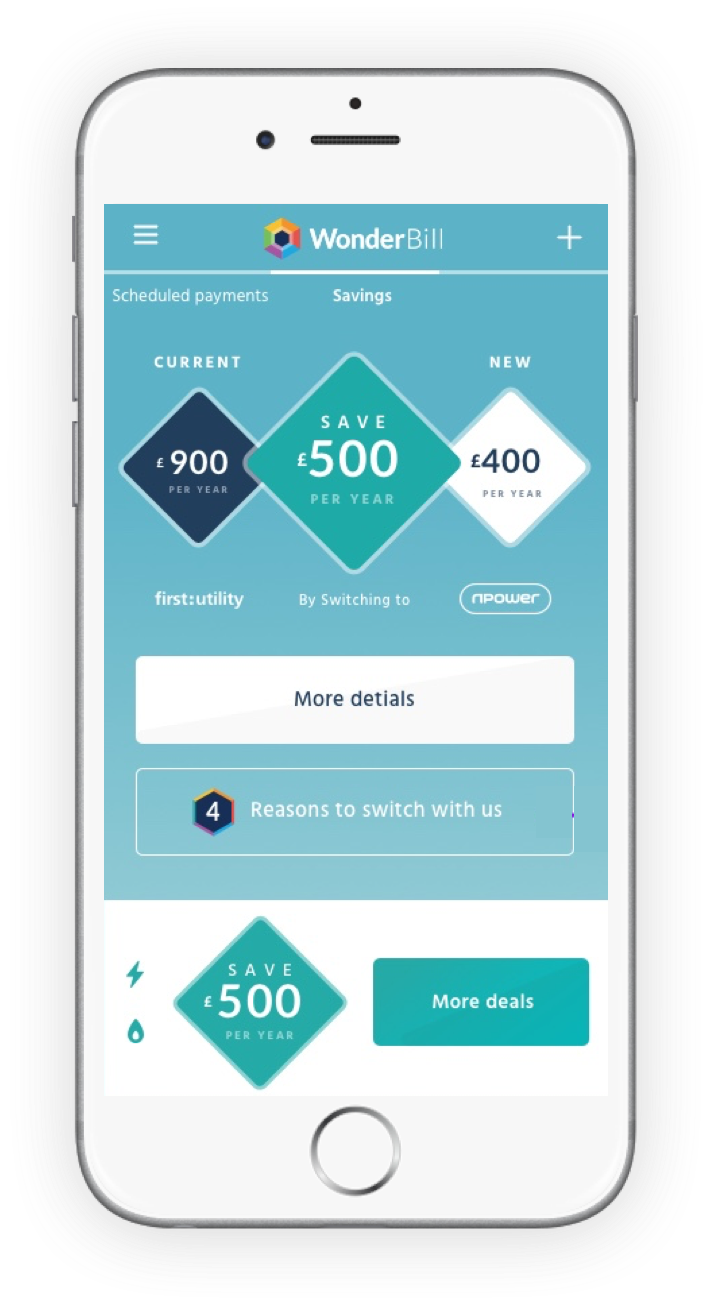 WonderBill
Scheduled payments Savings
CURRENT NEW
SAVE
£900 £500 £400
PER YEAR PER YEAR PER YEAR
first:utility By Switching to npower
More detials
4 Reasons to switch with us
SAVE
£500
PER YEAR
More deals